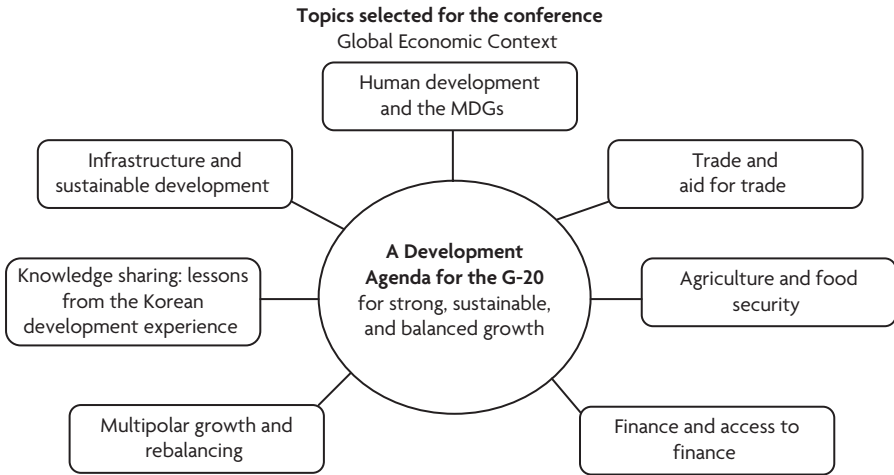 Topics selected for the conference
Global Economic Context
Human development
and the MDGs
Infrastructure and
sustainable development
Trade and
aid for trade
A Development
Agenda for the G-20
for strong, sustainable,
and balanced growth
Knowledge sharing: lessons
from the Korean
development experience
Agriculture and food
security
Multipolar growth and
rebalancing
Finance and access to
finance